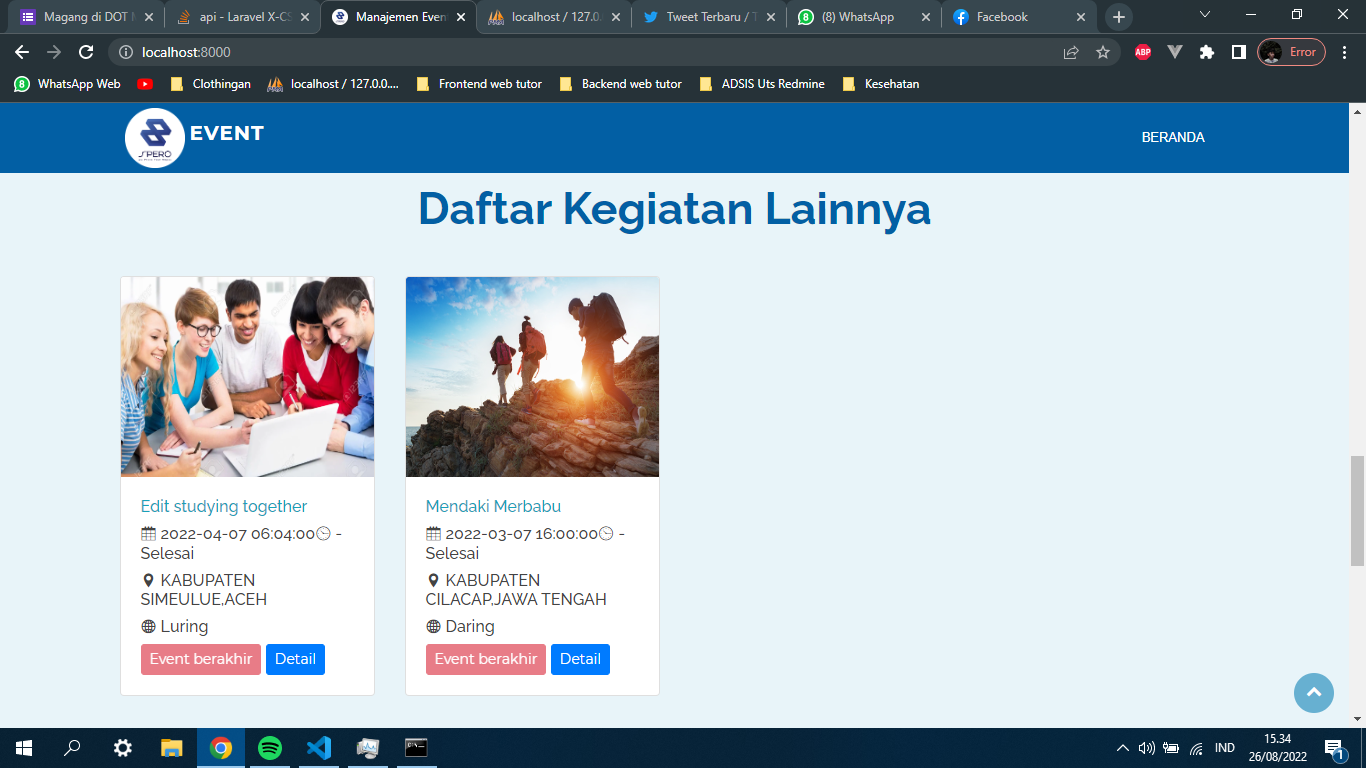 Magang di DOT M
api - Laravel X-CS
Manajemen Even
localhost / 127.0.
Tweet Terbaru / T
(8) WhatsApp
Facebook
localhost:8000
ABP
Error
WhatsApp Web
Clothingan
localhost / 127.0.0....
Frontend web tutor
Backend web tutor
ADSIS Uts Redmine
Kesehatan
SPERO
EVENT
BERANDA
Daftar Kegiatan Lainnya
Edit studying together
2022-04-07 06:04:00 -
Selesai
KABUPATEN
SIMEULUE,ACEH
Luring
Event berakhir
Detail
Mendaki Merbabu
2022-03-07 16:00:00 -
Selesai
KABUPATEN
CILACAP,JAWA TENGAH
Daring
Event berakhir
Detail
IND
15.34
26/08/2022
1